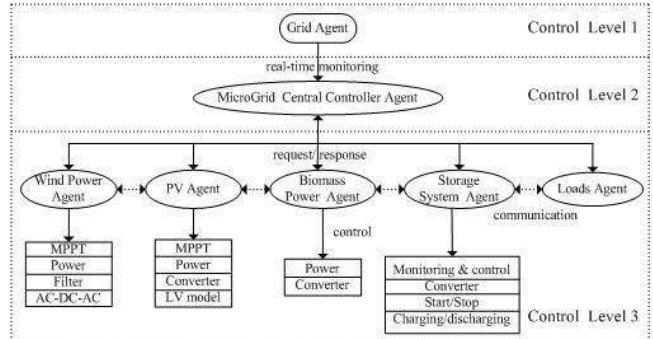 Grid Agent
Control Level 1
real-time monitoring
MicroGrid Central Controller Agent
Control Level 2
request/ response
Wind Power
Agent
PV Agent
Biomass
Power Agent
Storage
System Agent
Loads Agent
communication
control
MPPT
Power
Filter
AC-DC-AC
MPPT
Power
Converter
LV model
Power
Converter
Monitoring & control
Converter
Start/Stop
Charging/discharging
Control Level 3